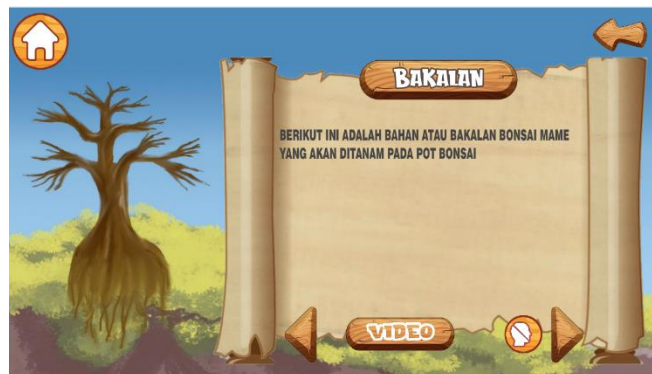 BAKALAN
BERIKUT INI ADALAH BAHAN ATAU BAKALAN BONSAI MAME
YANG AKAN DITANAM PADA POT BONSAI
VIDEO